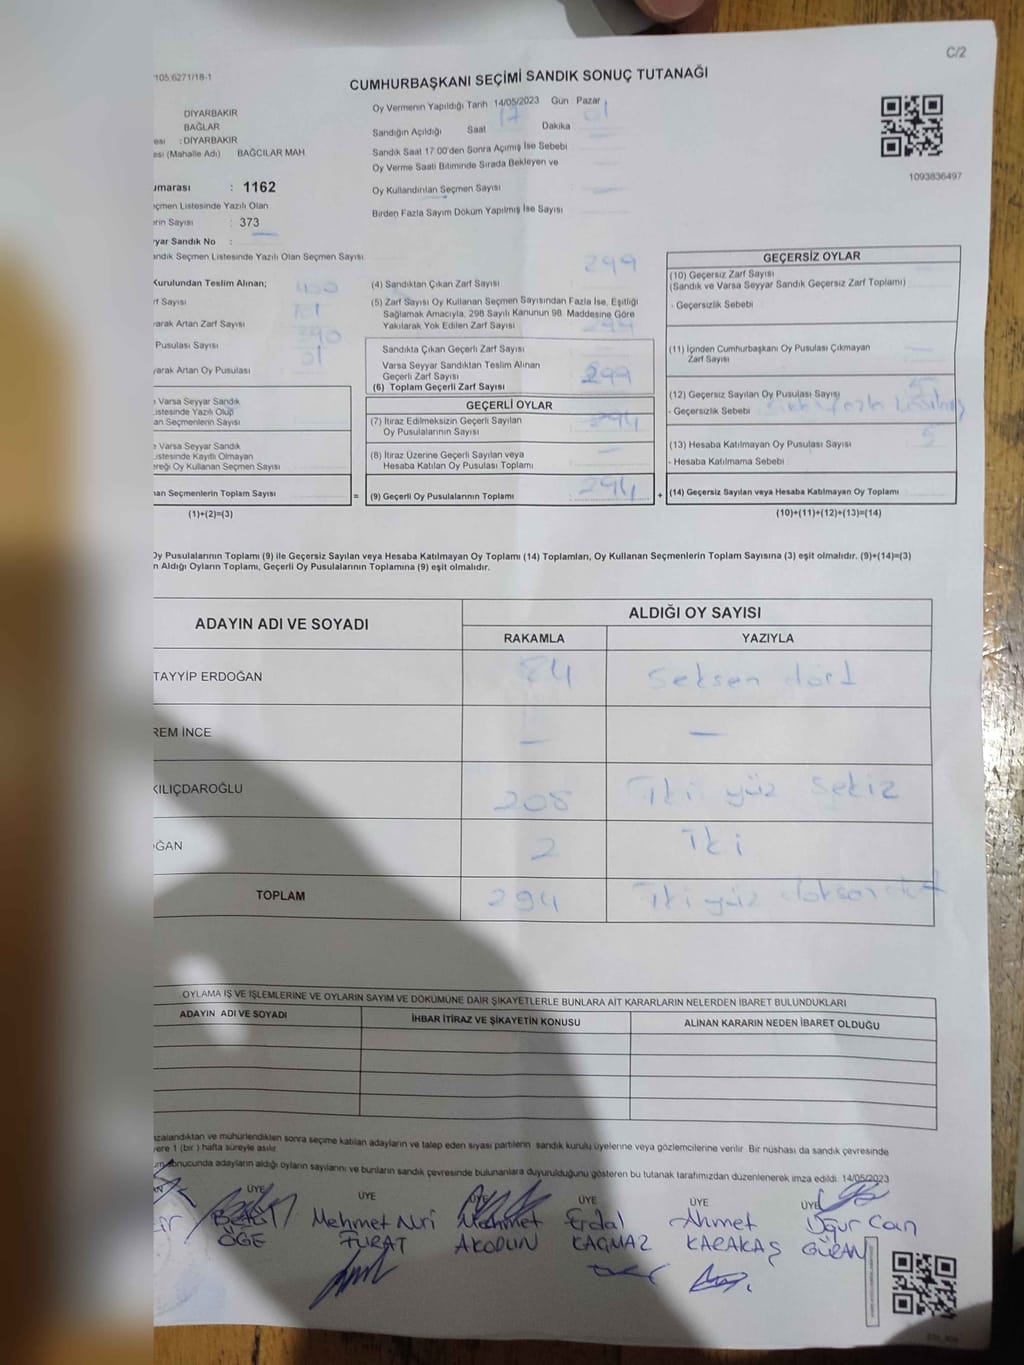 C/2
105:6271/18-1
CUMHURBAŞKANI SEÇİMİ SANDIK SONUÇ TUTANAĞI
DİYARBAKIR
BAĞLAR
esi : DİYARBAKIR
esi (Mahalle Adı) BAĞCILAR MAH
umarası : 1162
çmen Listesinde Yazılı Olan
erin Sayısı : 373
yyar Sandık No :
andık Seçmen Listesinde Yazılı Olan Seçmen Sayısı
Oy Vermenin Yapıldığı Tarih 14/05/2023 Gün Pazar
Sandığın Açıldığı Saat 17 Dakika 01
Sandık Saat 17:00'den Sonra Açılmış İse Sebebi
Oy Verme Saati Bitiminde Sırada Bekleyen ve
Oy Kullandırılan Seçmen Sayısı
Birden Fazla Sayım Döküm Yapılmış İse Sayısı
1093836497
Kurulundan Teslim Alınan;
rf Sayısı 400
arak Artan Zarf Sayısı 101
Pusulası Sayısı 390
arak Artan Oy Pusulası
e Varsa Seyyar Sandık
istesinde Yazılı Olup
an Seçmenlerin Sayısı
e Varsa Seyyar Sandık
istesinde Kayıtlı Olmayan
ereği Oy Kullanan Seçmen Sayısı
nan Seçmenlerin Toplam Sayısı
(1)+(2)=(3)
(4) Sandıktan Çıkan Zarf Sayısı 299
(5) Zarf Sayısı Oy Kullanan Seçmen Sayısından Fazla İse, Eşitliği
Sağlamak Amacıyla, 298 Sayılı Kanunun 98. Maddesine Göre
Yakılarak Yok Edilen Zarf Sayısı
Sandıkta Çıkan Geçerli Zarf Sayısı 299
Varsa Seyyar Sandıktan Teslim Alınan
Geçerli Zarf Sayısı
(6) Toplam Geçerli Zarf Sayısı 299
=
GEÇERLİ OYLAR
(7) İtiraz Edilmeksizin Geçerli Sayılan
Oy Pusulalarının Sayısı 294
(8) İtiraz Üzerine Geçerli Sayılan veya
Hesaba Katılan Oy Pusulası Toplamı
(9) Geçerli Oy Pusulalarının Toplamı : 294
+
GEÇERSİZ OYLAR
(10) Geçersiz Zarf Sayısı
(Sandık ve Varsa Seyyar Sandık Geçersiz Zarf Toplamı)
- Geçersizlik Sebebi
(11) İçinden Cumhurbaşkanı Oy Pusulası Çıkmayan
Zarf Sayısı
(12) Geçersiz Sayılan Oy Pusulası Sayısı 5
- Geçersizlik Sebebi
(13) Hesaba Katılmayan Oy Pusulası Sayısı
- Hesaba Katılmama Sebebi
(14) Geçersiz Sayılan veya Hesaba Katılmayan Oy Toplamı
(10)+(11)+(12)+(13)=(14)
Oy Pusulalarının Toplamı (9) ile Geçersiz Sayılan veya Hesaba Katılmayan Oy Toplamı (14) Toplamları, Oy Kullanan Seçmenlerin Toplam Sayısına (3) eşit olmalıdır. (9)+(14)=(3)
n Aldığı Oyların Toplamı, Geçerli Oy Pusulalarının Toplamına (9) eşit olmalıdır.
ADAYIN ADI VE SOYADI
ALDIĞI OY SAYISI
RAKAMLA YAZIYLA
TAYYİP ERDOĞAN 84 Seksen dört
REM İNCE — —
KILIÇDAROĞLU 208 İki yüz sekiz
OĞAN 2 İki
TOPLAM 294 İki yüz doksan dört
OYLAMA İŞ VE İŞLEMLERİNE VE OYLARIN SAYIM VE DÖKÜMÜNE DAİR ŞİKAYETLERLE BUNLARA AİT KARARLARIN NELERDEN İBARET BULUNDUKLARI
ADAYIN ADI VE SOYADI İHBAR İTİRAZ VE ŞİKAYETİN KONUSU ALINAN KARARIN NEDEN İBARET OLDUĞU
zalandıktan ve mühürlendikten sonra seçime katılan adayların ve talep eden siyasi partilerin sandık kurulu üyelerine veya gözlemcilerine verilir. Bir nüshası da sandık çevresinde
yere 1 (bir) hafta süreyle asılır.
üm sonucunda adayların aldığı oyların sayılarını ve bunların sandık çevresinde bulunanlara duyurulduğunu gösteren bu tutanak tarafımızdan düzenlenerek imza edildi. 14/05/2023
AN ÜYE ÜYE ÜYE ÜYE ÜYE ÜYE
Betül Mehmet Nuri Mehmet Erdal Ahmet Uğur Can
ÖGE FURAT AKODUN KAÇMAZ KARAKAŞ GÜRAN